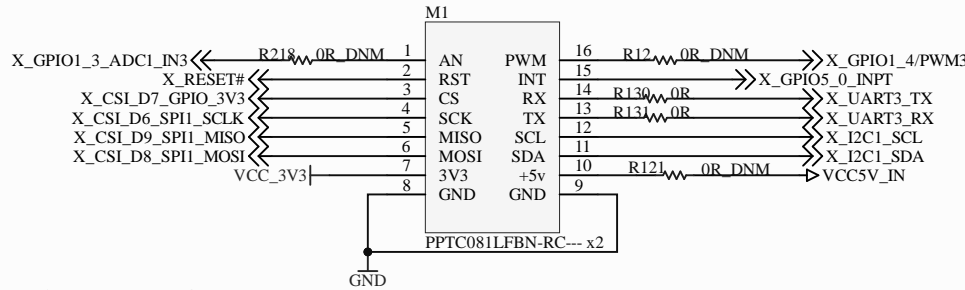 M1
X_GPIO1_3_ADC1_IN3 R218 0R_DNM 1 AN PWM 16 R12 0R_DNM X_GPIO1_4/PWM3
X_RESET# 2 RST INT 15 X_GPIO5_0_INPT
X_CSI_D7_GPIO_3V3 3 CS RX 14 R130 0R X_UART3_TX
X_CSI_D6_SPI1_SCLK 4 SCK TX 13 R131 0R X_UART3_RX
X_CSI_D9_SPI1_MISO 5 MISO SCL 12 X_I2C1_SCL
X_CSI_D8_SPI1_MOSI 6 MOSI SDA 11 X_I2C1_SDA
VCC_3V3 7 3V3 +5v 10 R121 0R_DNM VCC5V_IN
8 GND GND 9
PPTC081LFBN-RC--- x2
GND